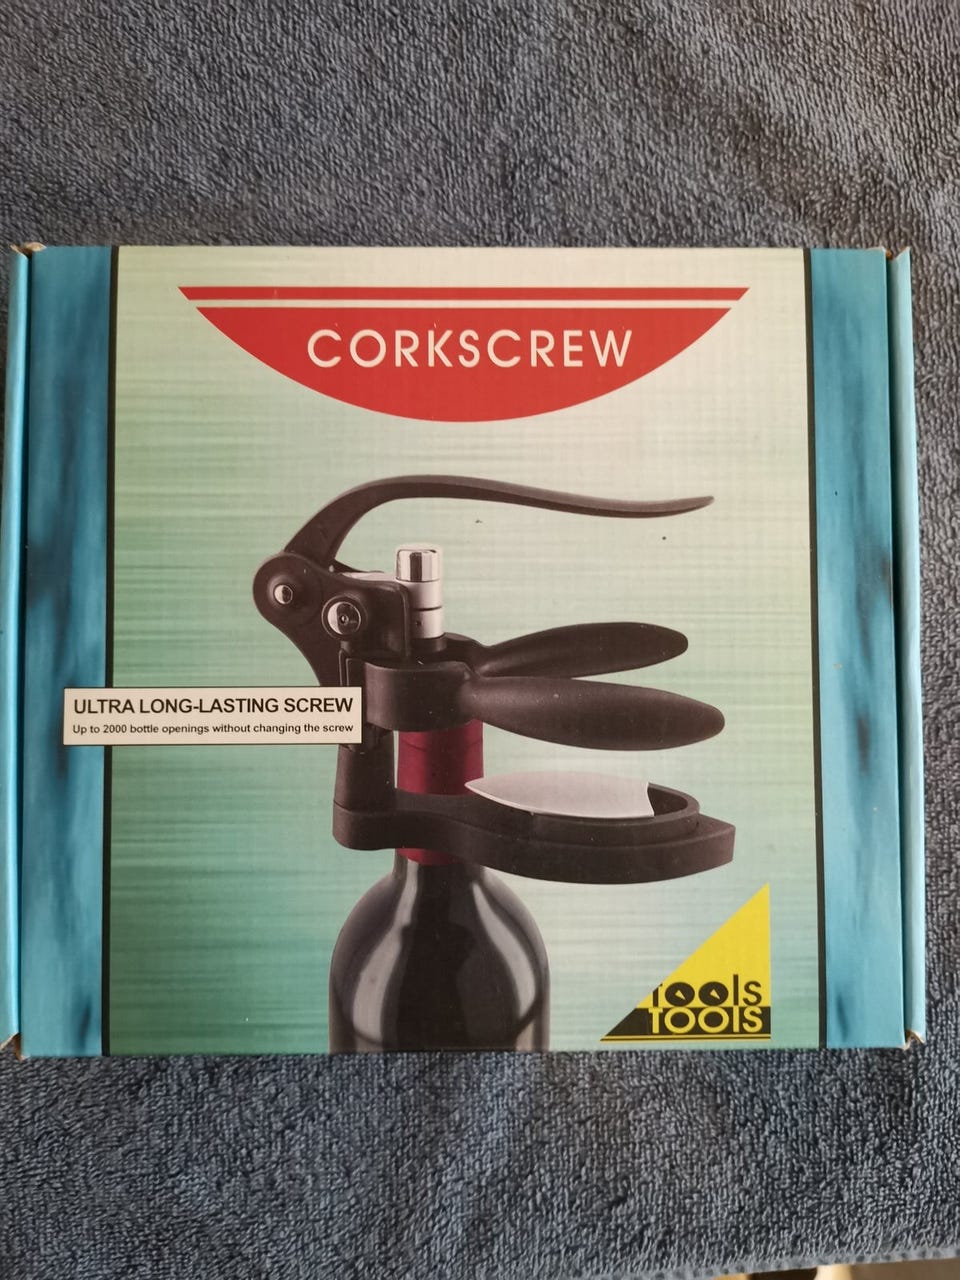 CORKSCREW
ULTRA LONG-LASTING SCREW
Up to 2000 bottle openings without changing the screw
Tools
TOOLS